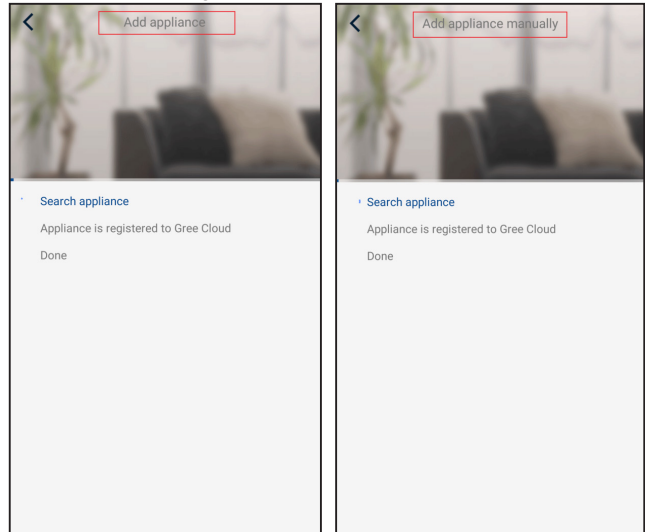 Add appliance
Search appliance
Appliance is registered to Gree Cloud
Done
Add appliance manually
Search appliance
Appliance is registered to Gree Cloud
Done